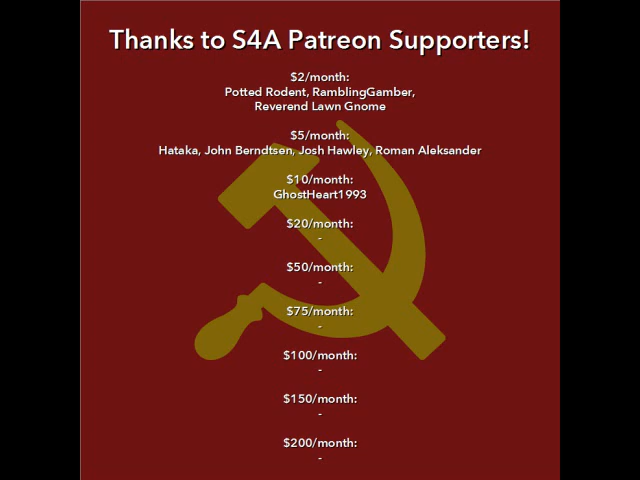 Thanks to S4A Patreon Supporters!
$2/month:
Potted Rodent, RamblingGamber,
Reverend Lawn Gnome
$5/month:
Hataka, John Berndtsen, Josh Hawley, Roman Aleksander
$10/month:
GhostHeart1993
$20/month:
-
$50/month:
-
$75/month:
-
$100/month:
-
$150/month:
-
$200/month:
-